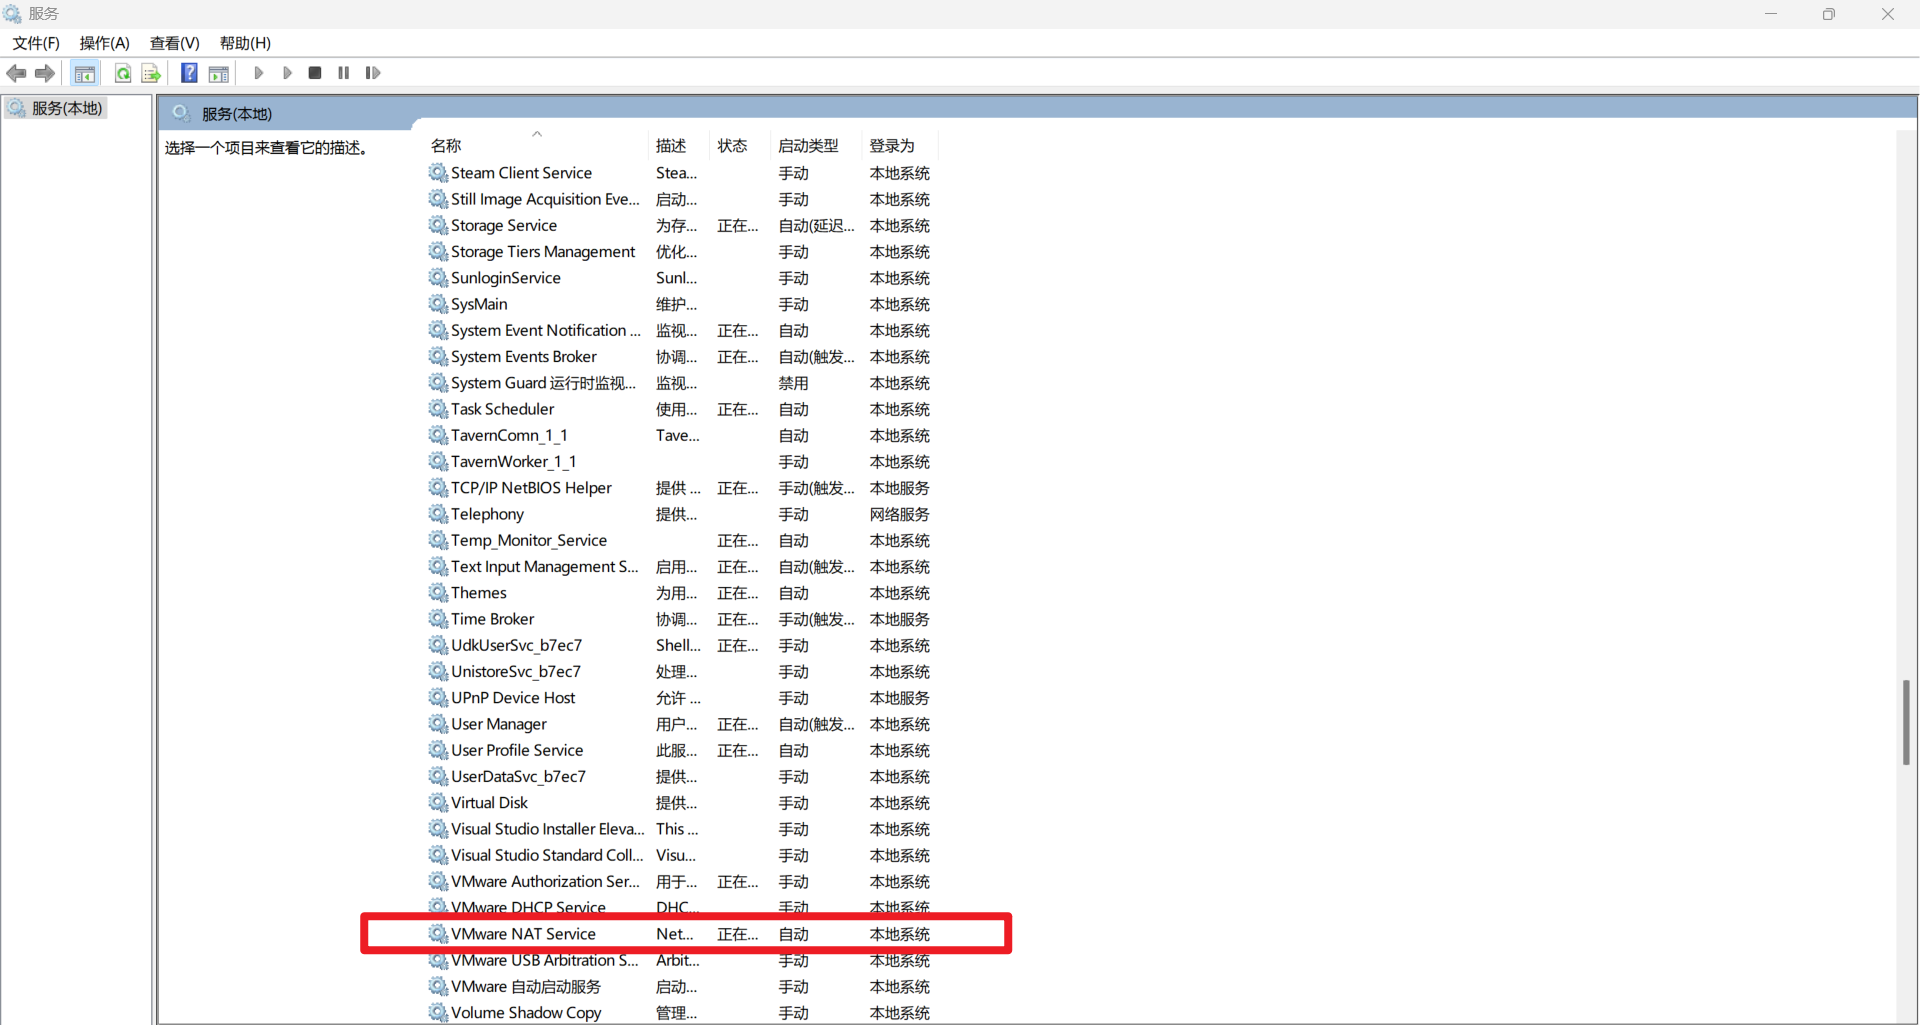 服务
文件(F) 操作(A) 查看(V) 帮助(H)
服务(本地)
服务(本地)
选择一个项目来查看它的描述。
名称 描述 状态 启动类型 登录为
Steam Client Service Stea... 手动 本地系统
Still Image Acquisition Eve... 启动... 手动 本地系统
Storage Service 为存... 正在... 自动(延迟... 本地系统
Storage Tiers Management 优化... 手动 本地系统
SunloginService Sunl... 手动 本地系统
SysMain 维护... 手动 本地系统
System Event Notification ... 监视... 正在... 自动 本地系统
System Events Broker 协调... 正在... 自动(触发... 本地系统
System Guard 运行时监视... 监视... 禁用 本地系统
Task Scheduler 使用... 正在... 自动 本地系统
TavernComn_1_1 Tave... 自动 本地系统
TavernWorker_1_1 手动 本地系统
TCP/IP NetBIOS Helper 提供 ... 正在... 手动(触发... 本地服务
Telephony 提供... 手动 网络服务
Temp_Monitor_Service 正在... 自动 本地系统
Text Input Management S... 启用... 正在... 自动(触发... 本地系统
Themes 为用... 正在... 自动 本地系统
Time Broker 协调... 正在... 手动(触发... 本地服务
UdkUserSvc_b7ec7 Shell... 正在... 手动 本地系统
UnistoreSvc_b7ec7 处理... 手动 本地系统
UPnP Device Host 允许 ... 手动 本地服务
User Manager 用户... 正在... 自动(触发... 本地系统
User Profile Service 此服... 正在... 自动 本地系统
UserDataSvc_b7ec7 提供... 手动 本地系统
Virtual Disk 提供... 手动 本地系统
Visual Studio Installer Eleva... This ... 手动 本地系统
Visual Studio Standard Coll... Visu... 手动 本地系统
VMware Authorization Ser... 用于... 正在... 手动 本地系统
VMware DHCP Service DHC... 手动 本地系统
VMware NAT Service Net... 正在... 自动 本地系统
VMware USB Arbitration S... Arbit... 手动 本地系统
VMware 自动启动服务 启动... 手动 本地系统
Volume Shadow Copy 管理... 手动 本地系统